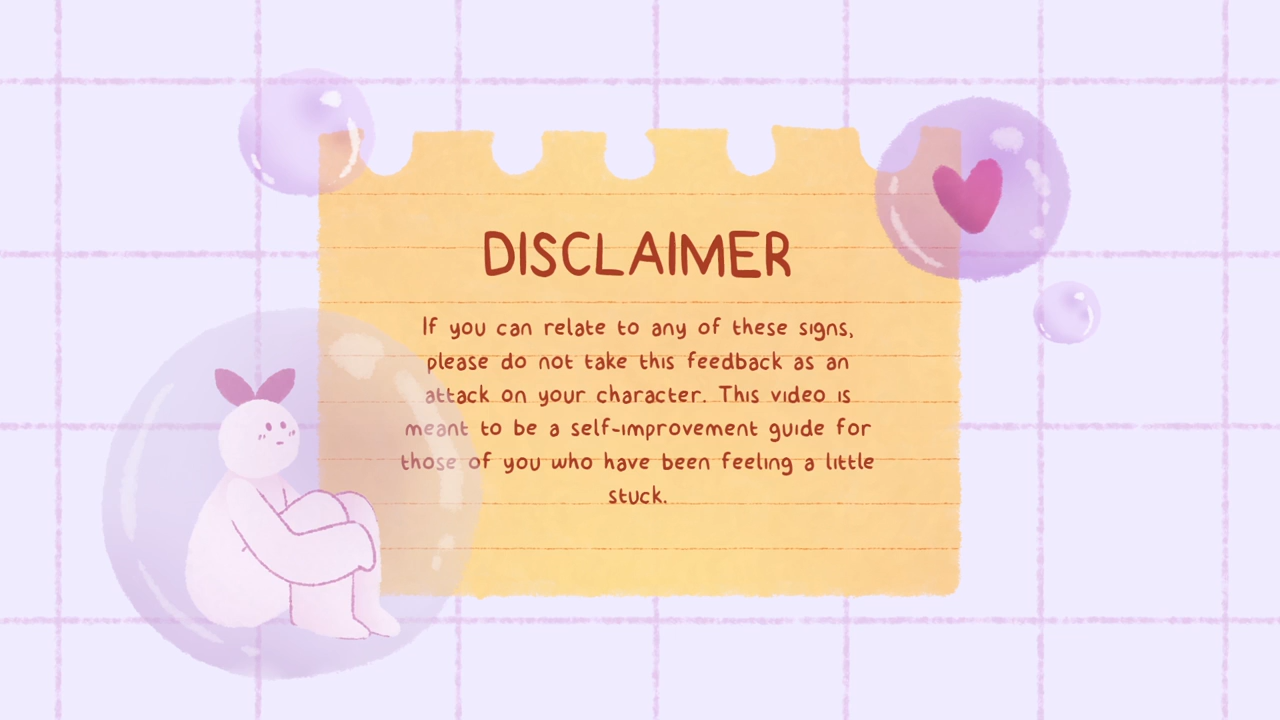 DISCLAIMER
If you can relate to any of these signs,
please do not take this feedback as an
attack on your character. This video is
meant to be a self-improvement guide for
those of you who have been feeling a little
stuck.